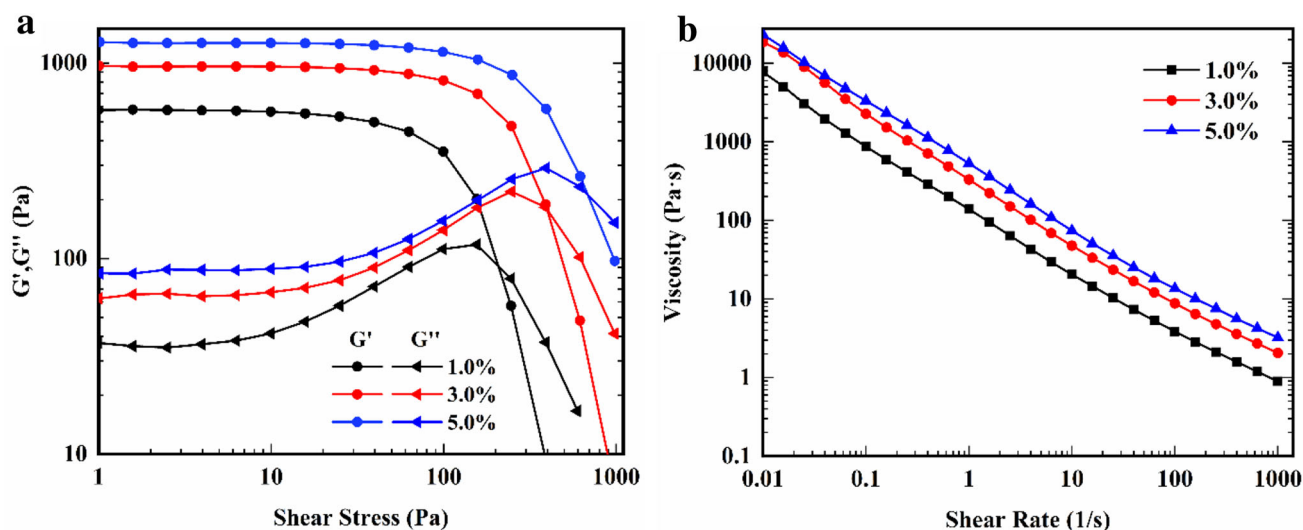 a
G',G'' (Pa)
1000
100
10
G' G''
1.0%
3.0%
5.0%
1 10 100 1000
Shear Stress (Pa)
b
Viscosity (Pa·s)
10000
1000
100
10
1
0.1
1.0%
3.0%
5.0%
0.01 0.1 1 10 100 1000
Shear Rate (1/s)